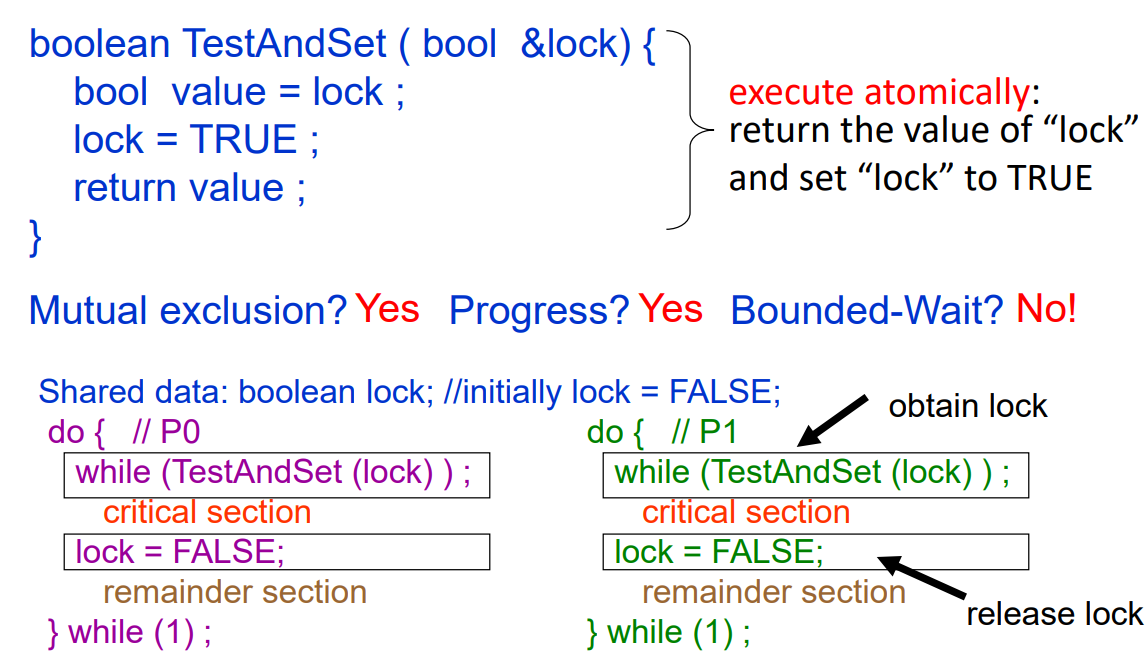 boolean TestAndSet ( bool &lock) {
bool value = lock ;
lock = TRUE ;
return value ;
}
execute atomically:
return the value of “lock”
and set “lock” to TRUE
Mutual exclusion? Yes Progress? Yes Bounded-Wait? No!
Shared data: boolean lock; //initially lock = FALSE;
do { // P0
while (TestAndSet (lock) ) ;
critical section
lock = FALSE;
remainder section
} while (1) ;
obtain lock
do { // P1
while (TestAndSet (lock) ) ;
critical section
lock = FALSE;
remainder section
} while (1) ;
release lock